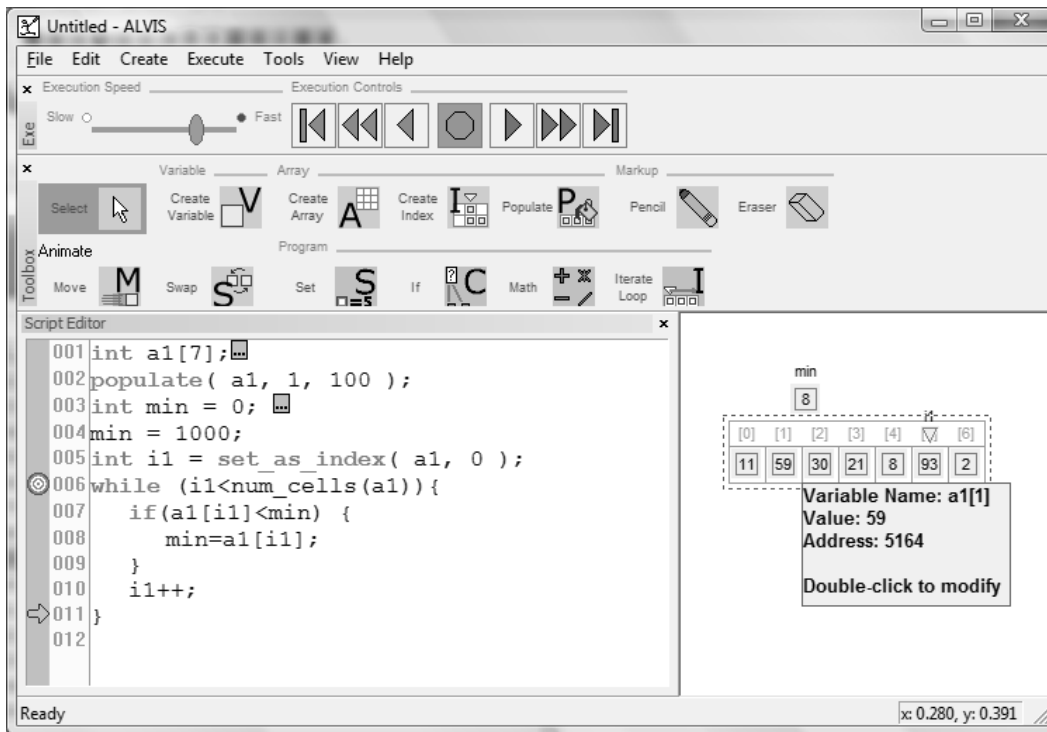 Untitled - ALVIS
File Edit Create Execute Tools View Help
Execution Speed Execution Controls
Exe
Slow Fast
Variable Array Markup
Select
Create Variable V
Create Array A
Create Index I
Populate P
Pencil
Eraser
Toolbox
Animate Program
Move M
Swap S
Set S =5
If ? C
Math
Iterate Loop I
Script Editor
001 int a1[7];...
002 populate( a1, 1, 100 );
003 int min = 0; ...
004 min = 1000;
005 int i1 = set_as_index( a1, 0 );
006 while (i1<num_cells(a1)){
007 if(a1[i1]<min) {
008 min=a1[i1];
009 }
010 i1++;
011 }
012
min
8
i1
[0] [1] [2] [3] [4] [6]
11 59 30 21 8 93 2
Variable Name: a1[1]
Value: 59
Address: 5164
Double-click to modify
Ready x: 0.280, y: 0.391